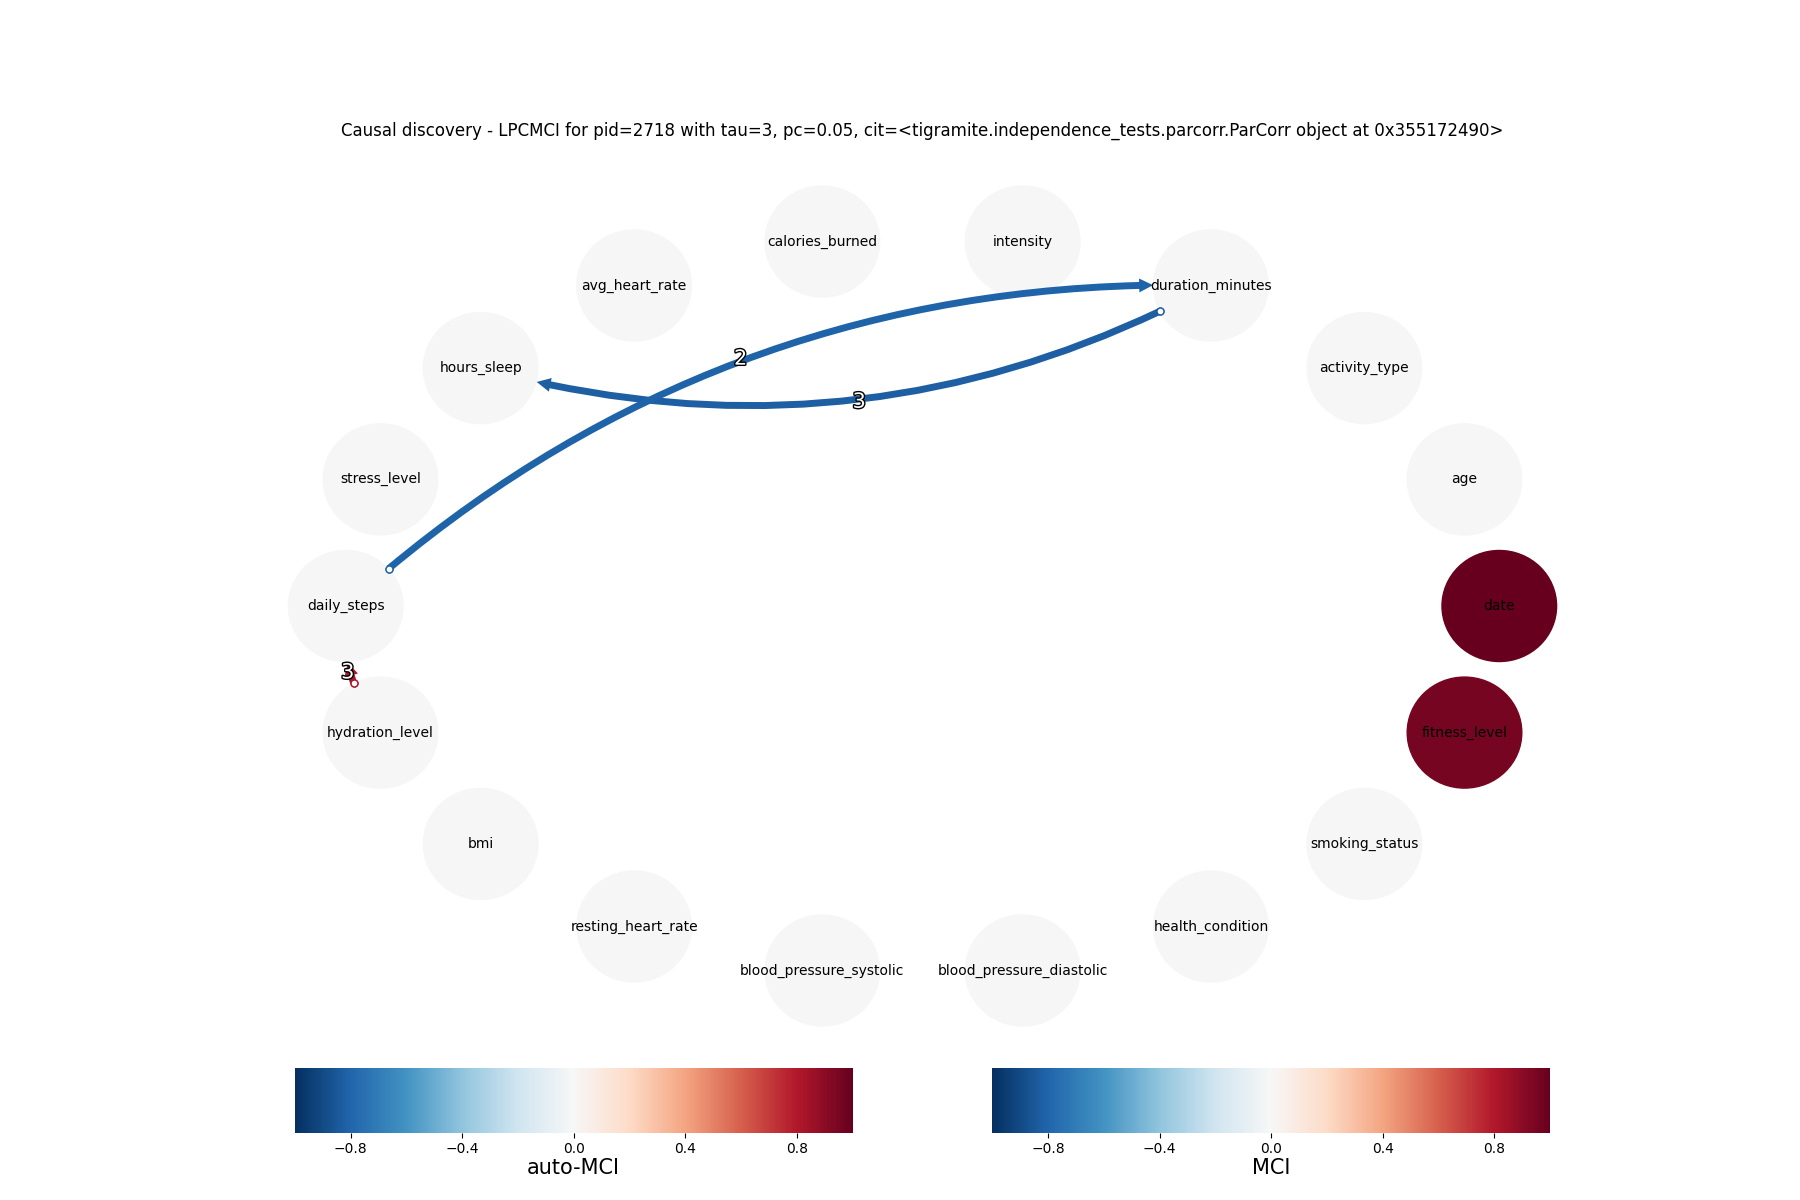 Causal discovery - LPCMCI for pid=2718 with tau=3, pc=0.05, cit=<tigramite.independence_tests.parcorr.ParCorr object at 0x355172490>
calories_burned
intensity
avg_heart_rate
duration_minutes
2
hours_sleep
activity_type
3
stress_level
age
daily_steps
date
3
hydration_level
fitness_level
bmi
smoking_status
resting_heart_rate
health_condition
blood_pressure_systolic
blood_pressure_diastolic
−0.8 −0.4 0.0 0.4 0.8
auto-MCI
−0.8 −0.4 0.0 0.4 0.8
MCI